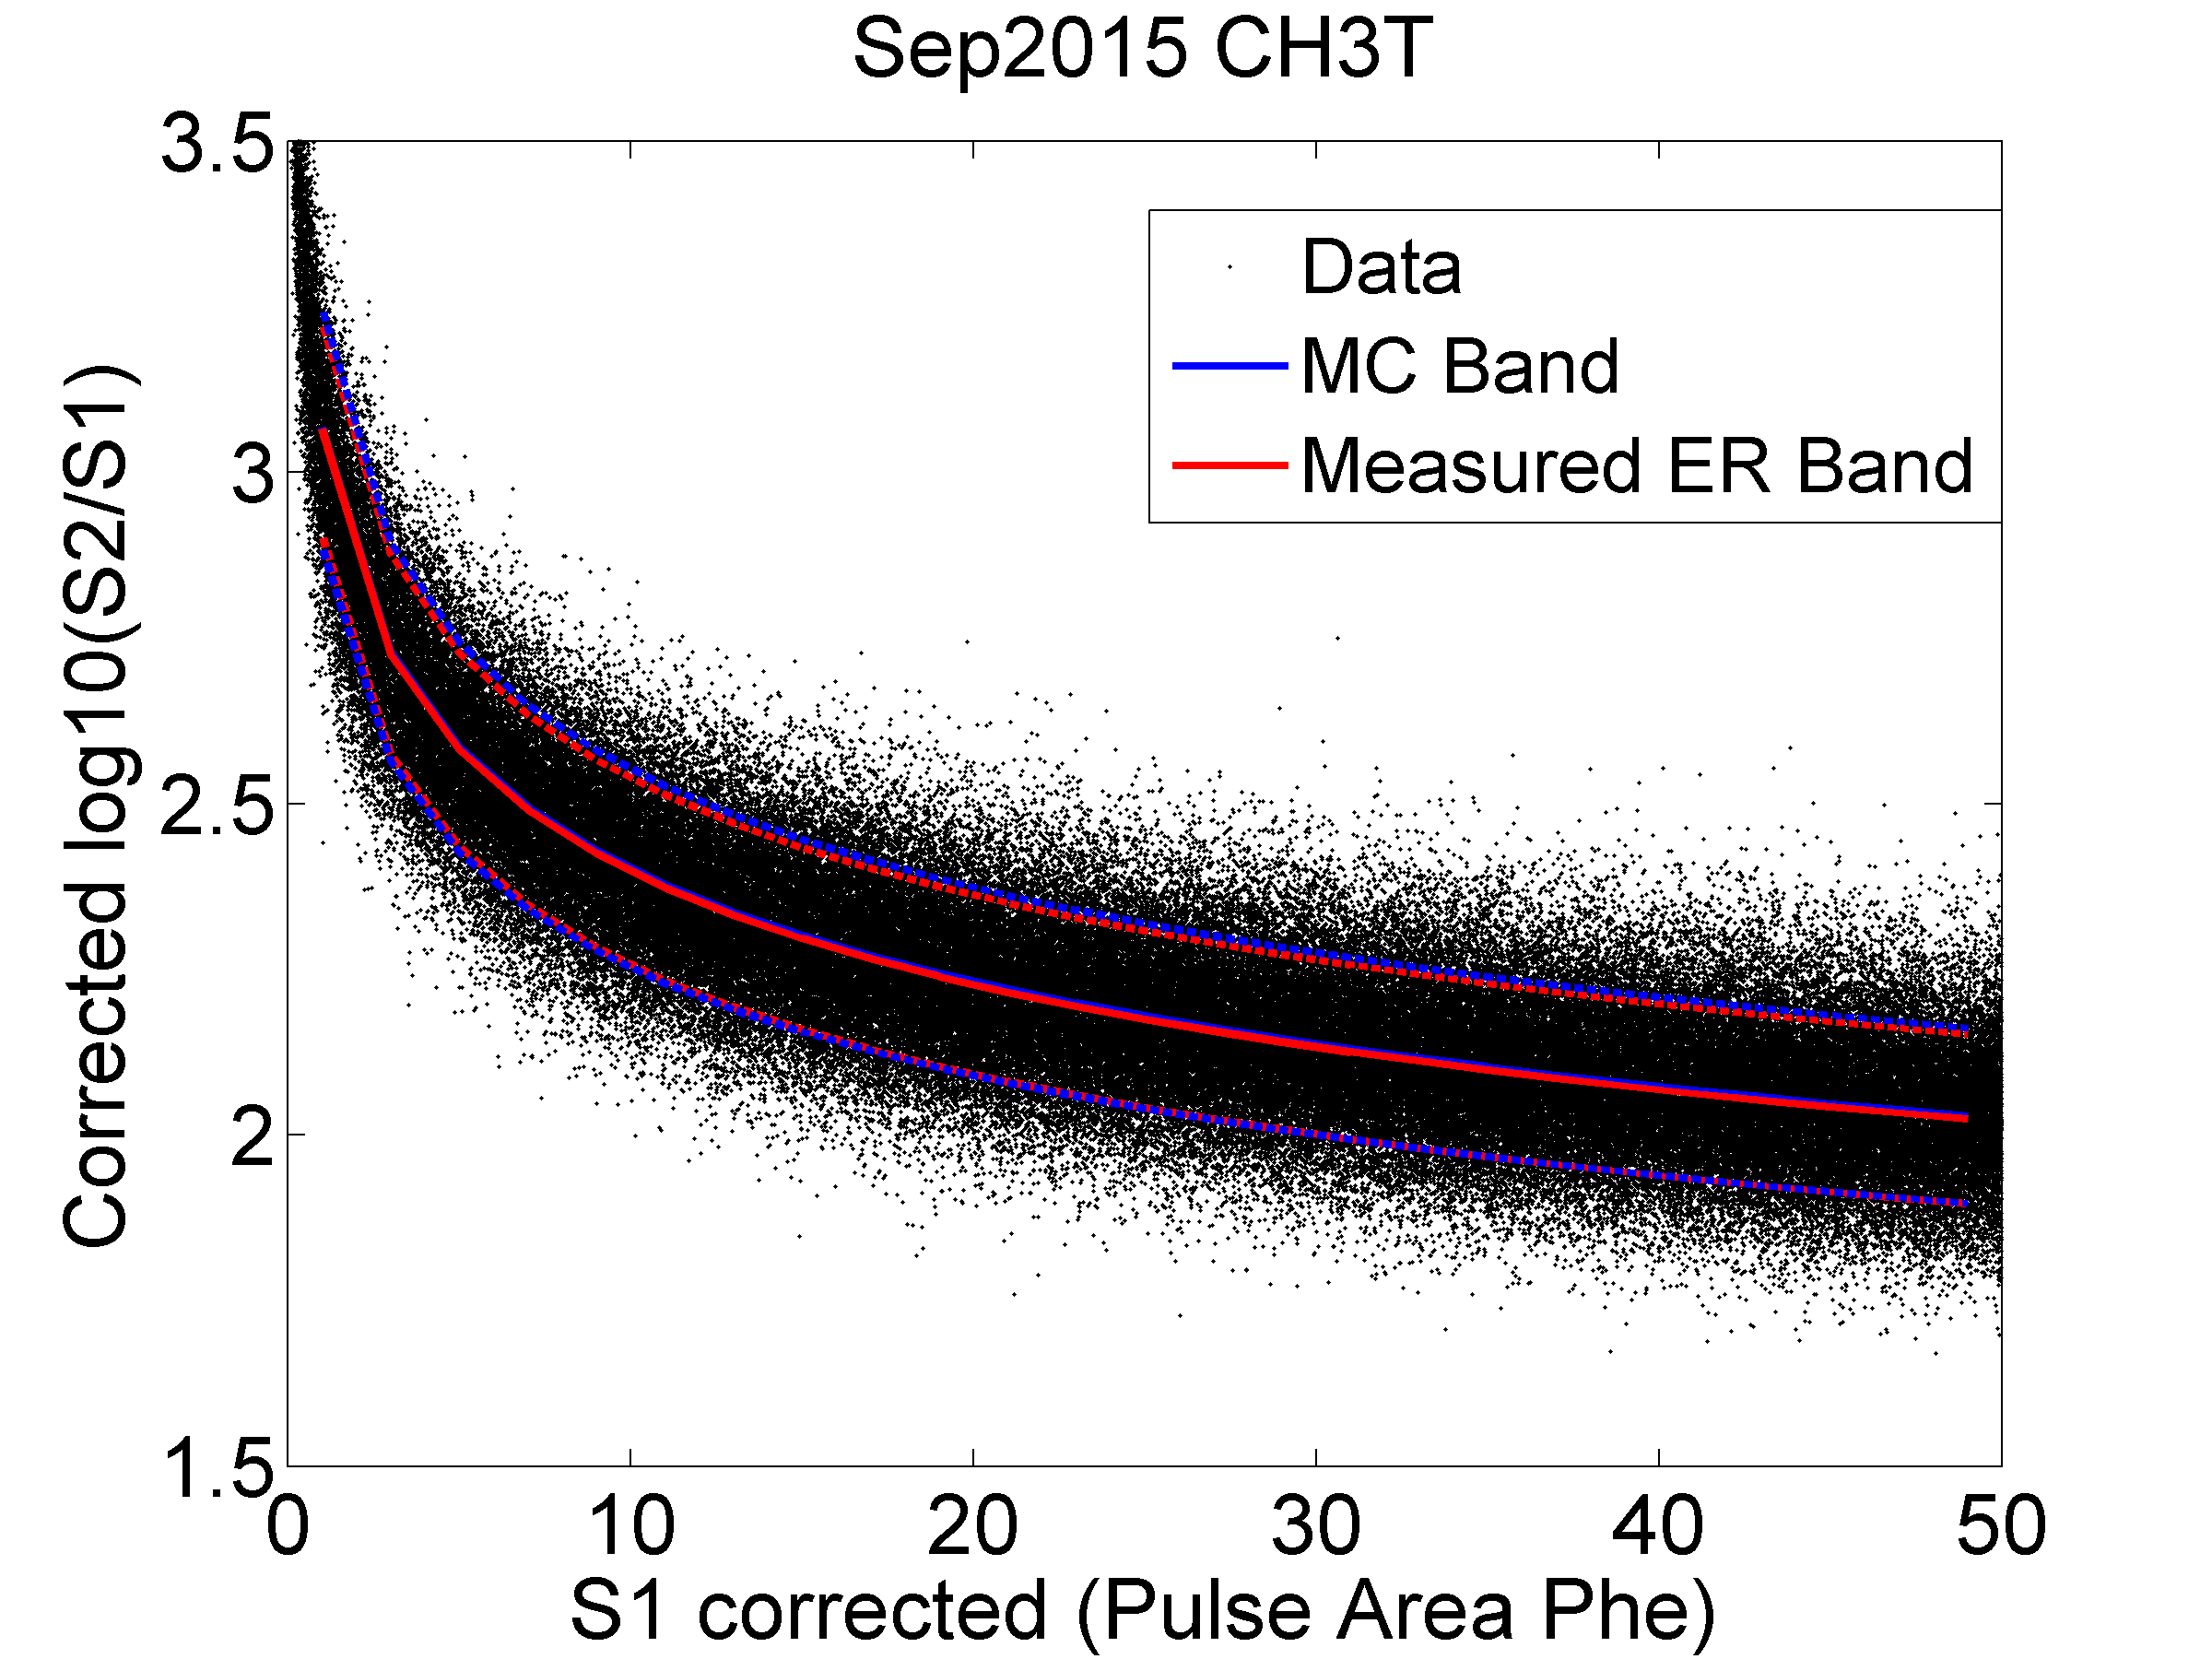 Sep2015 CH3T
3.5
3
2.5
2
1.5
Corrected log10(S2/S1)
Data
MC Band
Measured ER Band
0 10 20 30 40 50
S1 corrected (Pulse Area Phe)